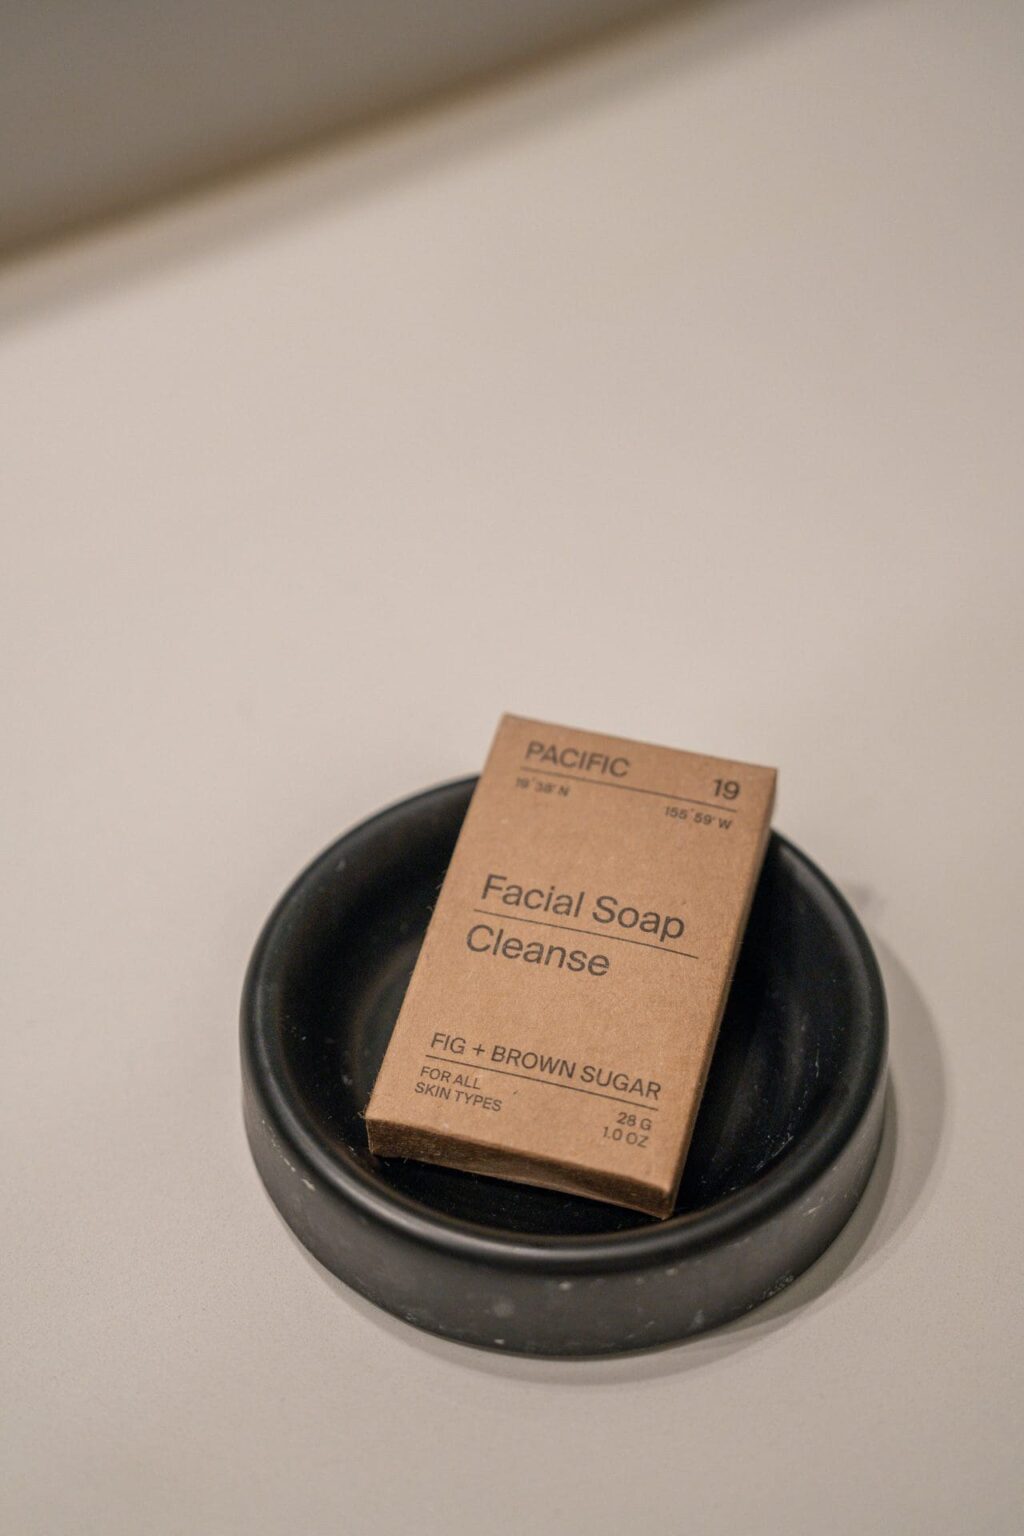 PACIFIC 19
19°38' N 155°59' W
Facial Soap
Cleanse
FIG + BROWN SUGAR
FOR ALL
SKIN TYPES
28 G
1.0 OZ